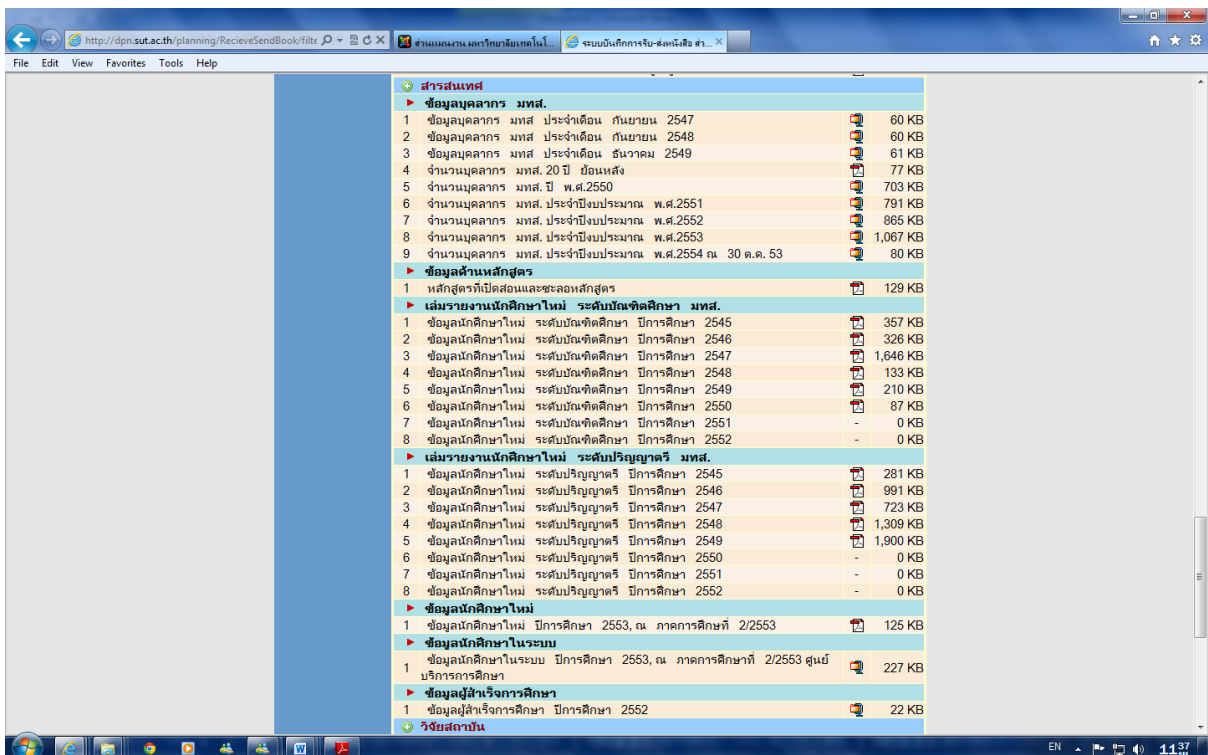 http://dpn.sut.ac.th/planning/RecieveSendBook/filte
ส่วนแผนงาน มหาวิทยาลัยเทคโนโ...
ระบบบันทึกการรับ-ส่งหนังสือ ส่ว...
File Edit View Favorites Tools Help
สารสนเทศ
ข้อมูลบุคลากร มทส.
1 ข้อมูลบุคลากร มทส ประจำเดือน กันยายน 2547 60 KB
2 ข้อมูลบุคลากร มทส ประจำเดือน กันยายน 2548 60 KB
3 ข้อมูลบุคลากร มทส ประจำเดือน ธันวาคม 2549 61 KB
4 จำนวนบุคลากร มทส. 20 ปี ย้อนหลัง 77 KB
5 จำนวนบุคลากร มทส. ปี พ.ศ.2550 703 KB
6 จำนวนบุคลากร มทส. ประจำปีงบประมาณ พ.ศ.2551 791 KB
7 จำนวนบุคลากร มทส. ประจำปีงบประมาณ พ.ศ.2552 865 KB
8 จำนวนบุคลากร มทส. ประจำปีงบประมาณ พ.ศ.2553 1,067 KB
9 จำนวนบุคลากร มทส. ประจำปีงบประมาณ พ.ศ.2554 ณ 30 ต.ค. 53 80 KB
ข้อมูลด้านหลักสูตร
1 หลักสูตรที่เปิดสอนและชะลอหลักสูตร 129 KB
เล่มรายงานนักศึกษาใหม่ ระดับบัณฑิตศึกษา มทส.
1 ข้อมูลนักศึกษาใหม่ ระดับบัณฑิตศึกษา ปีการศึกษา 2545 357 KB
2 ข้อมูลนักศึกษาใหม่ ระดับบัณฑิตศึกษา ปีการศึกษา 2546 326 KB
3 ข้อมูลนักศึกษาใหม่ ระดับบัณฑิตศึกษา ปีการศึกษา 2547 1,646 KB
4 ข้อมูลนักศึกษาใหม่ ระดับบัณฑิตศึกษา ปีการศึกษา 2548 133 KB
5 ข้อมูลนักศึกษาใหม่ ระดับบัณฑิตศึกษา ปีการศึกษา 2549 210 KB
6 ข้อมูลนักศึกษาใหม่ ระดับบัณฑิตศึกษา ปีการศึกษา 2550 87 KB
7 ข้อมูลนักศึกษาใหม่ ระดับบัณฑิตศึกษา ปีการศึกษา 2551 - 0 KB
8 ข้อมูลนักศึกษาใหม่ ระดับบัณฑิตศึกษา ปีการศึกษา 2552 - 0 KB
เล่มรายงานนักศึกษาใหม่ ระดับปริญญาตรี มทส.
1 ข้อมูลนักศึกษาใหม่ ระดับปริญญาตรี ปีการศึกษา 2545 281 KB
2 ข้อมูลนักศึกษาใหม่ ระดับปริญญาตรี ปีการศึกษา 2546 991 KB
3 ข้อมูลนักศึกษาใหม่ ระดับปริญญาตรี ปีการศึกษา 2547 723 KB
4 ข้อมูลนักศึกษาใหม่ ระดับปริญญาตรี ปีการศึกษา 2548 1,309 KB
5 ข้อมูลนักศึกษาใหม่ ระดับปริญญาตรี ปีการศึกษา 2549 1,900 KB
6 ข้อมูลนักศึกษาใหม่ ระดับปริญญาตรี ปีการศึกษา 2550 - 0 KB
7 ข้อมูลนักศึกษาใหม่ ระดับปริญญาตรี ปีการศึกษา 2551 - 0 KB
8 ข้อมูลนักศึกษาใหม่ ระดับปริญญาตรี ปีการศึกษา 2552 - 0 KB
ข้อมูลนักศึกษาใหม่
1 ข้อมูลนักศึกษาใหม่ ปีการศึกษา 2553, ณ ภาคการศึกษที่ 2/2553 125 KB
ข้อมูลนักศึกษาในระบบ
1 ข้อมูลนักศึกษาในระบบ ปีการศึกษา 2553, ณ ภาคการศึกษาที่ 2/2553 ศูนย์ 227 KB
บริการการศึกษา
ข้อมูลผู้สำเร็จการศึกษา
1 ข้อมูลผู้สำเร็จการศึกษา ปีการศึกษา 2552 22 KB
วิจัยสถาบัน
EN 11 37